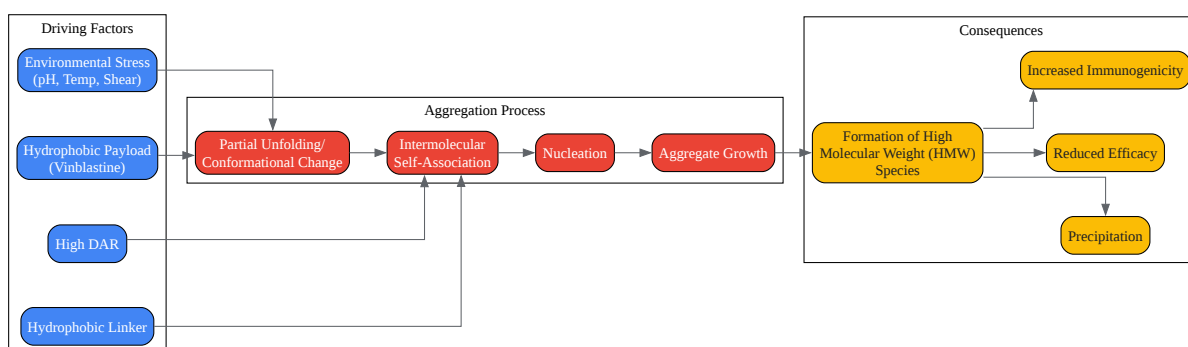 Driving Factors
Environmental Stress
(pH, Temp, Shear)
Hydrophobic Payload
(Vinblastine)
High DAR
Hydrophobic Linker
Aggregation Process
Partial Unfolding/
Conformational Change
Intermolecular
Self-Association
Nucleation
Aggregate Growth
Consequences
Formation of High
Molecular Weight (HMW)
Species
Increased Immunogenicity
Reduced Efficacy
Precipitation